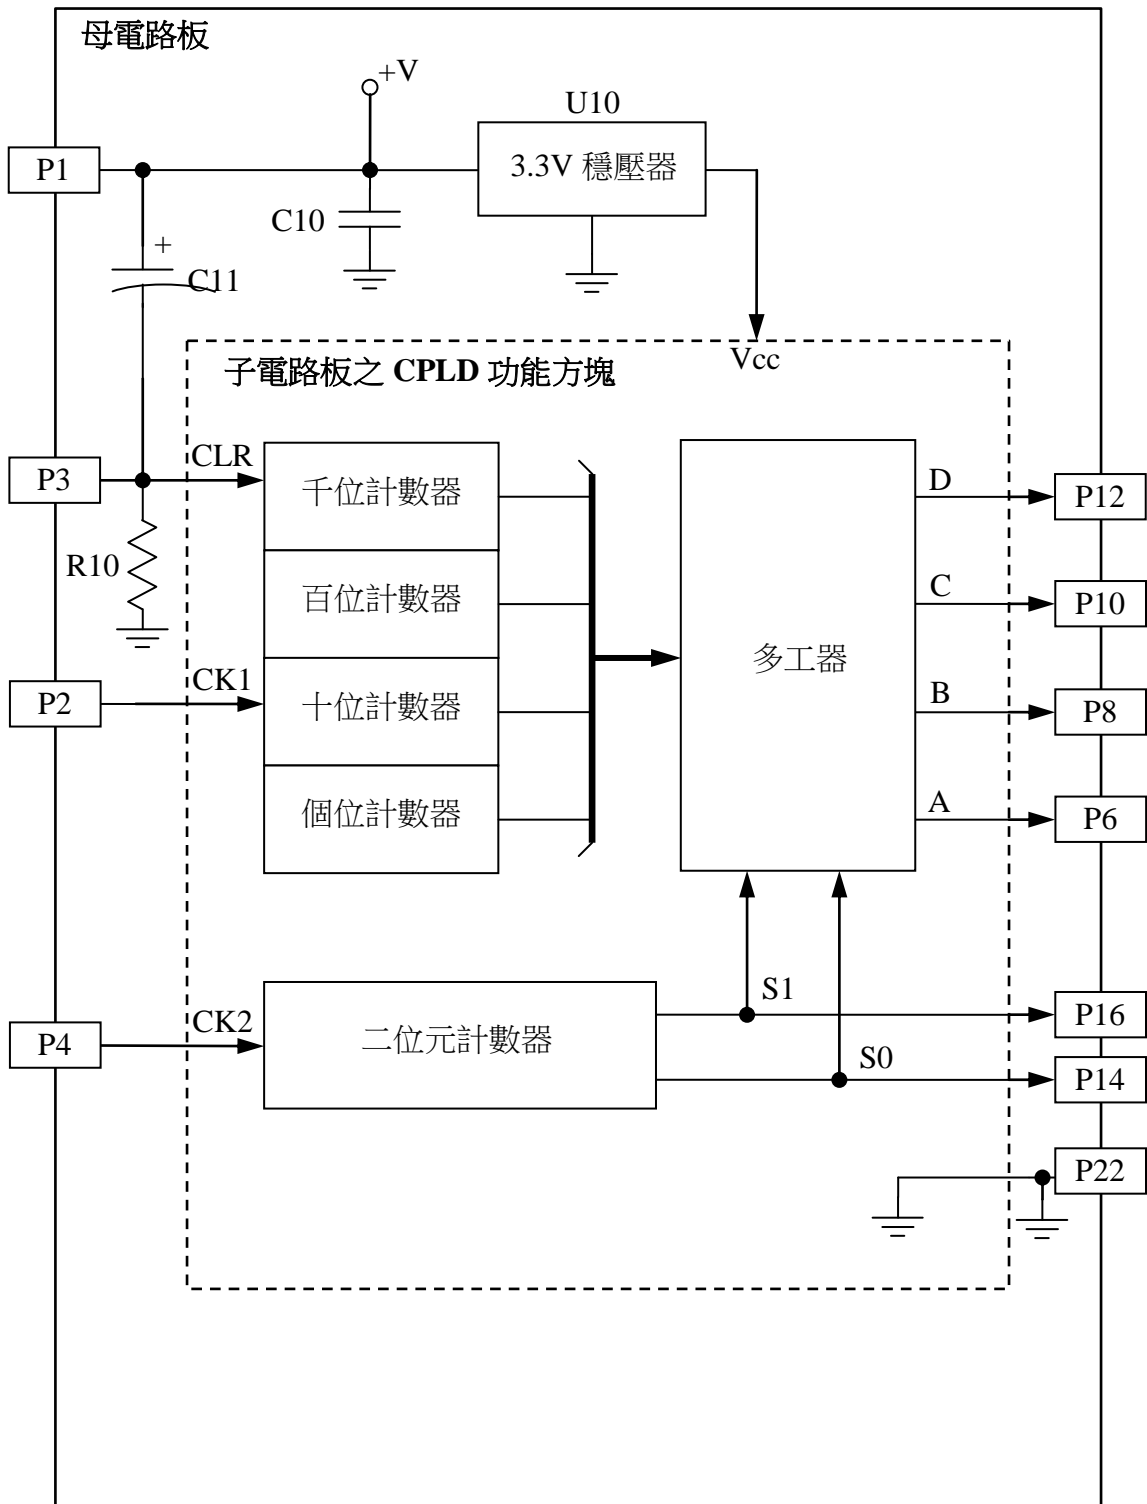 母電路板
+V
U10
P1
3.3V 穩壓器
C10
+
C11
Vcc
子電路板之 CPLD 功能方塊
CLR
P3
千位計數器
D
P12
R10
百位計數器
C
P10
多工器
CK1
P2
十位計數器
B
P8
個位計數器
A
P6
S1
P16
CK2
P4
二位元計數器
S0
P14
P22